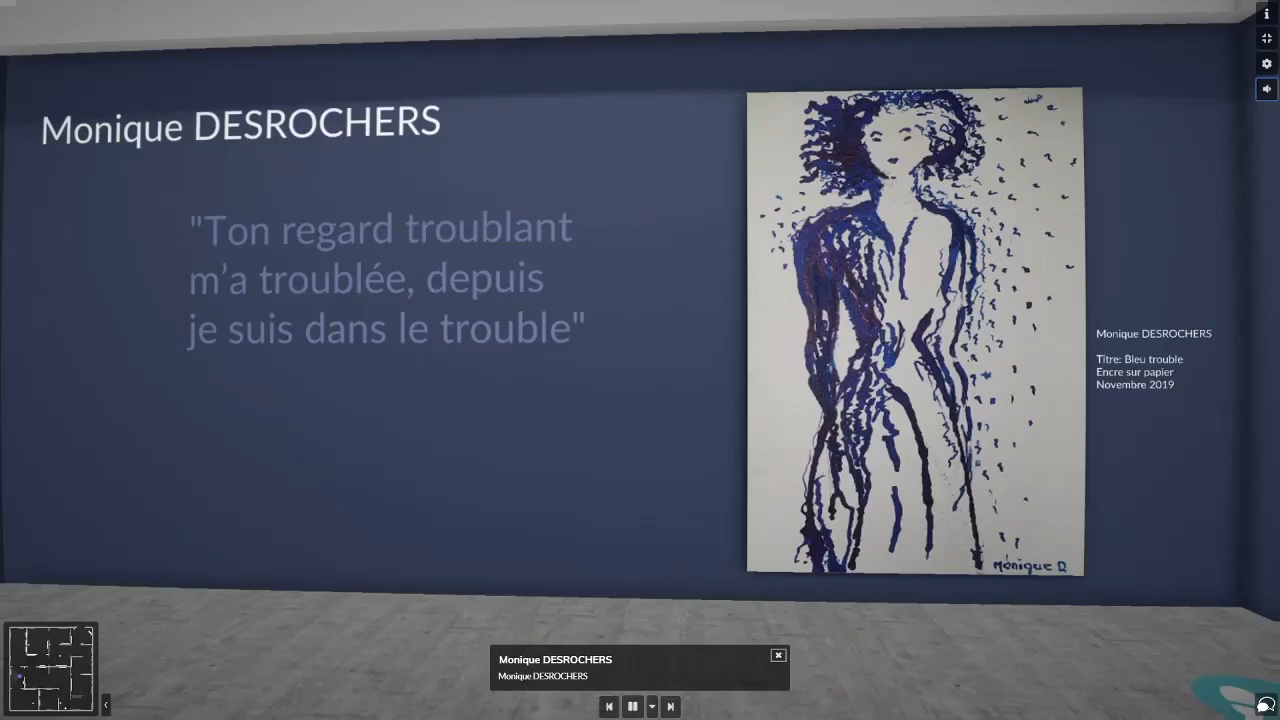 Monique DESROCHERS
"Ton regard troublant
m’a troublée, depuis
je suis dans le trouble"
Monique DESROCHERS
Titre: Bleu trouble
Encre sur papier
Novembre 2019
Monique D
Monique DESROCHERS
Monique DESROCHERS